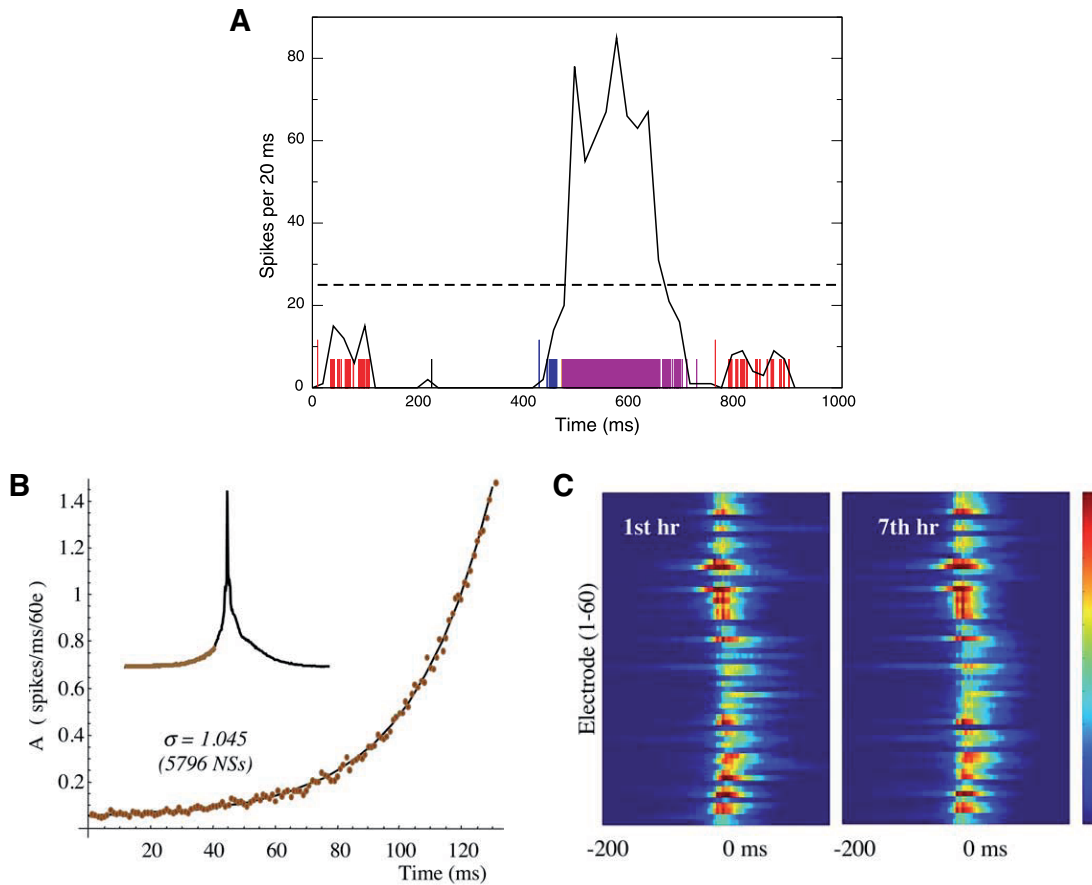 A
Spikes per 20 ms
80
60
40
20
0
0 200 400 600 800 1000
Time (ms)
B
A ( spikes/ms/60e )
1.4
1.2
1
0.8
0.6
0.4
0.2
σ = 1.045
(5796 NSs)
20 40 60 80 100 120
Time (ms)
C
Electrode (1-60)
1st hr
7th hr
-200 0 ms
-200 0 ms